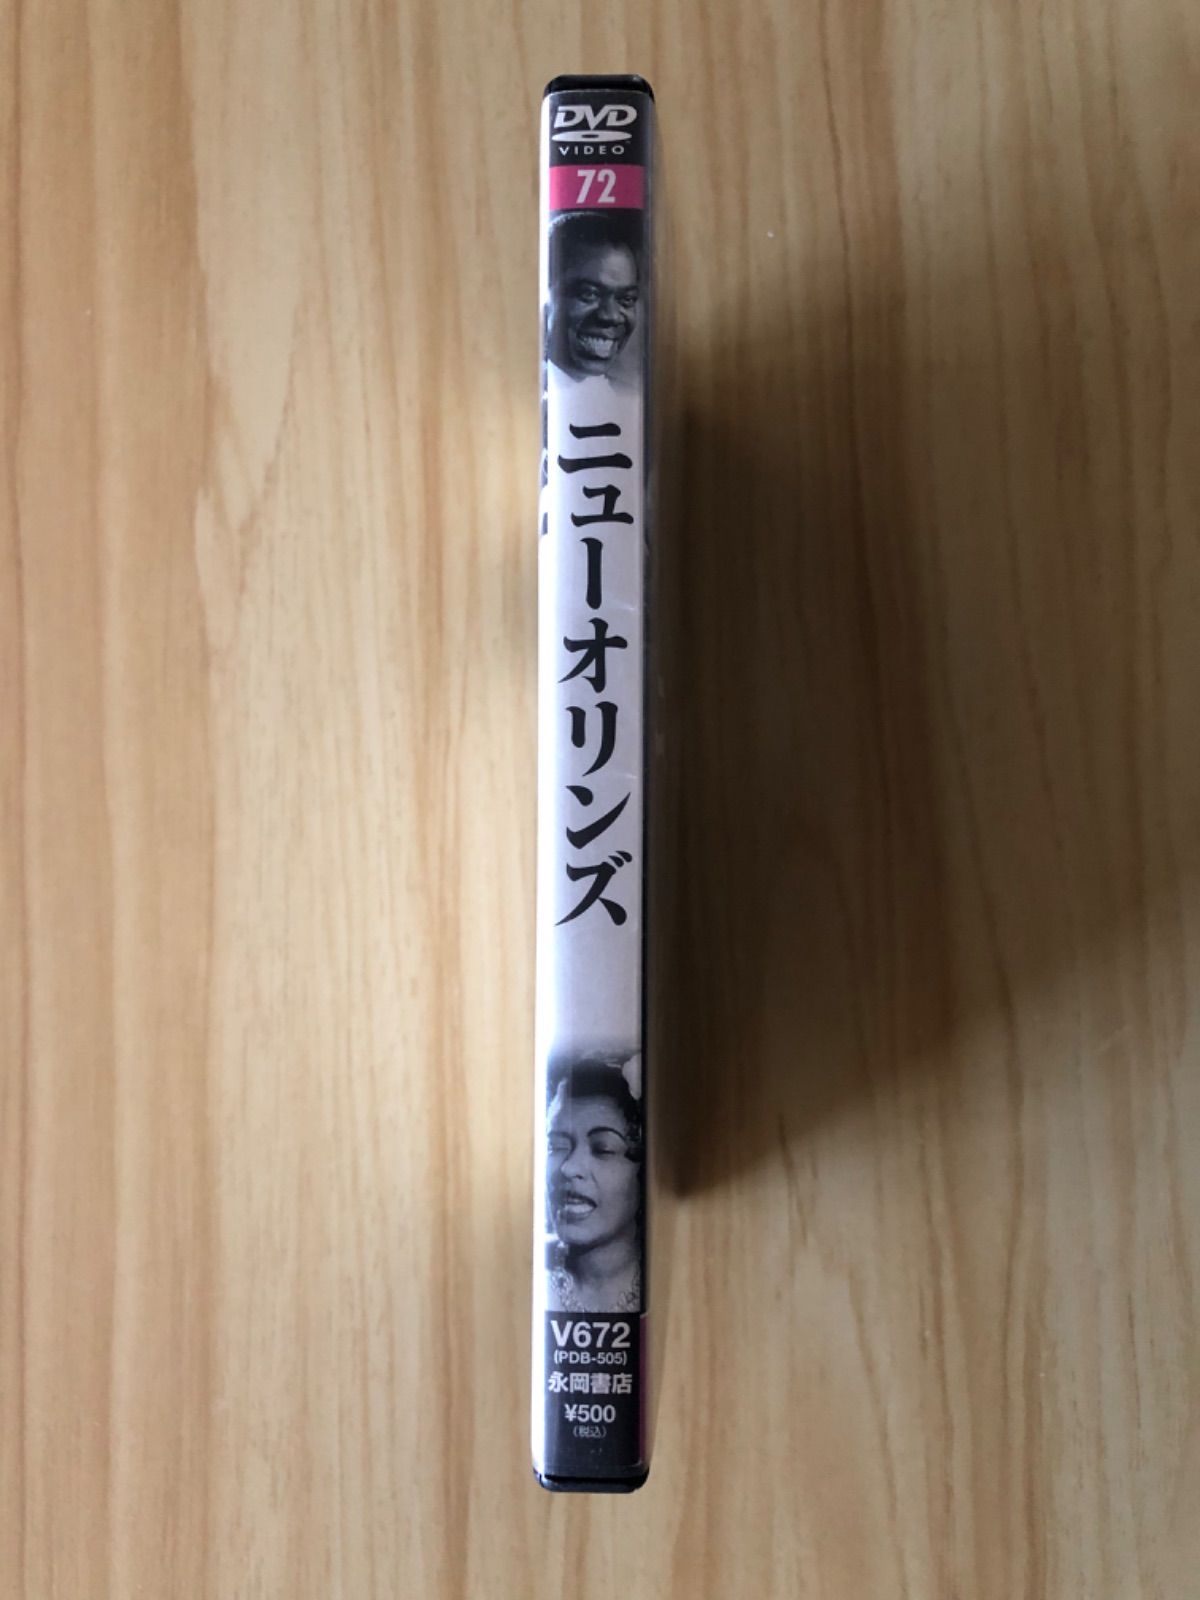 DVD
VIDEO
72
ニューオリンズ
V672
(PDB-505)
永岡書店
¥500
(税込)